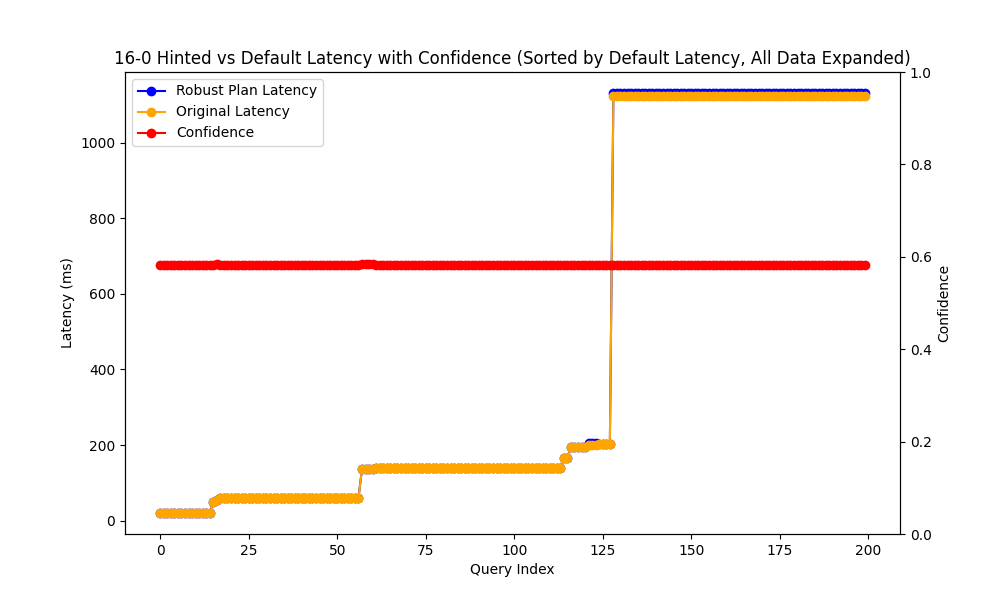 16-0 Hinted vs Default Latency with Confidence (Sorted by Default Latency, All Data Expanded)
Robust Plan Latency
Original Latency
Confidence
Latency (ms)
1000
800
600
400
200
0
1.0
0.8
0.6
0.4
0.2
0.0
Confidence
0 25 50 75 100 125 150 175 200
Query Index